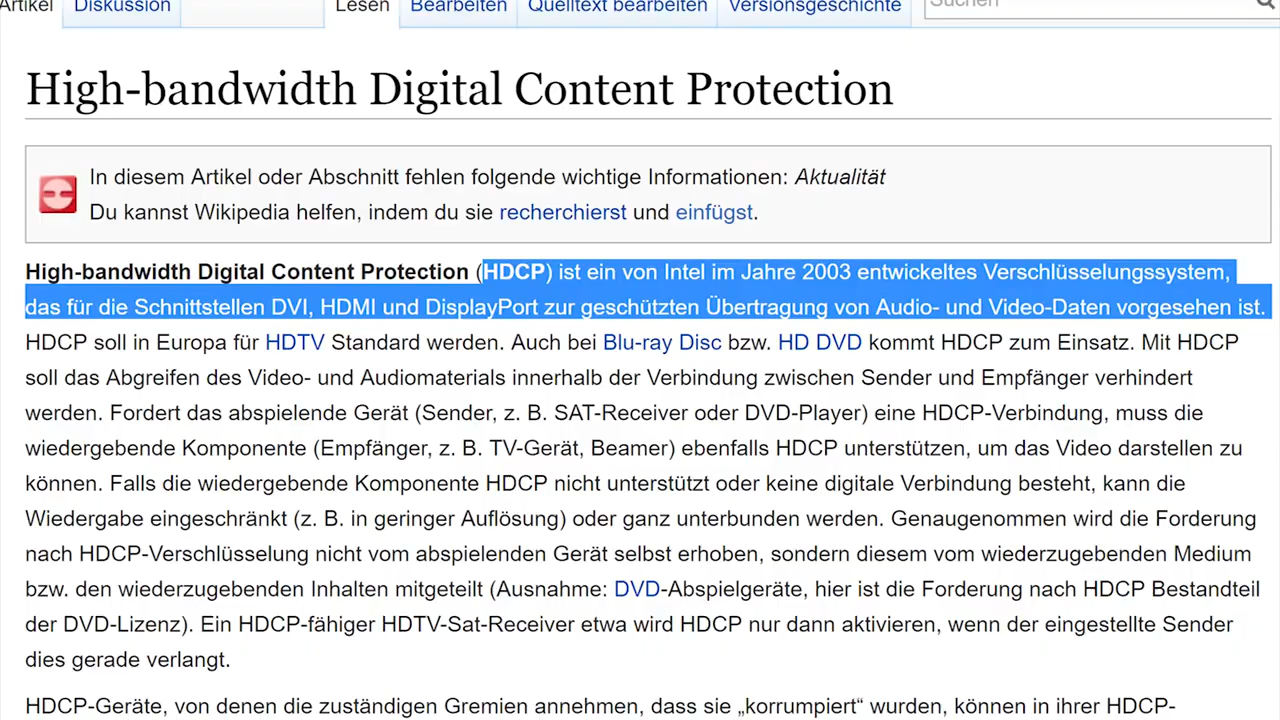 Artikel Diskussion Lesen Bearbeiten Quelltext bearbeiten Versionsgeschichte Suchen
High-bandwidth Digital Content Protection
In diesem Artikel oder Abschnitt fehlen folgende wichtige Informationen: Aktualität
Du kannst Wikipedia helfen, indem du sie recherchierst und einfügst.
High-bandwidth Digital Content Protection (HDCP) ist ein von Intel im Jahre 2003 entwickeltes Verschlüsselungssystem,
das für die Schnittstellen DVI, HDMI und DisplayPort zur geschützten Übertragung von Audio- und Video-Daten vorgesehen ist.
HDCP soll in Europa für HDTV Standard werden. Auch bei Blu-ray Disc bzw. HD DVD kommt HDCP zum Einsatz. Mit HDCP
soll das Abgreifen des Video- und Audiomaterials innerhalb der Verbindung zwischen Sender und Empfänger verhindert
werden. Fordert das abspielende Gerät (Sender, z. B. SAT-Receiver oder DVD-Player) eine HDCP-Verbindung, muss die
wiedergebende Komponente (Empfänger, z. B. TV-Gerät, Beamer) ebenfalls HDCP unterstützen, um das Video darstellen zu
können. Falls die wiedergebende Komponente HDCP nicht unterstützt oder keine digitale Verbindung besteht, kann die
Wiedergabe eingeschränkt (z. B. in geringer Auflösung) oder ganz unterbunden werden. Genaugenommen wird die Forderung
nach HDCP-Verschlüsselung nicht vom abspielenden Gerät selbst erhoben, sondern diesem vom wiederzugebenden Medium
bzw. den wiederzugebenden Inhalten mitgeteilt (Ausnahme: DVD-Abspielgeräte, hier ist die Forderung nach HDCP Bestandteil
der DVD-Lizenz). Ein HDCP-fähiger HDTV-Sat-Receiver etwa wird HDCP nur dann aktivieren, wenn der eingestellte Sender
dies gerade verlangt.
HDCP-Geräte, von denen die zuständigen Gremien annehmen, dass sie „korrumpiert“ wurden, können in ihrer HDCP-